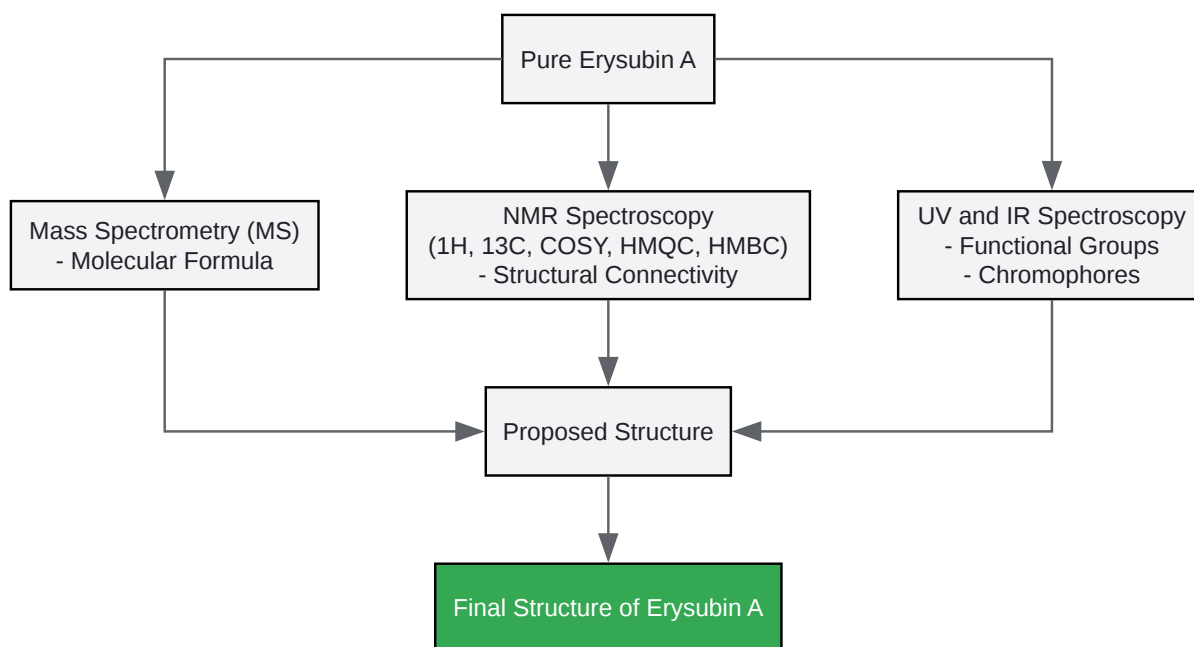 Pure Erysubin A
Mass Spectrometry (MS)
- Molecular Formula
NMR Spectroscopy
(1H, 13C, COSY, HMQC, HMBC)
- Structural Connectivity
UV and IR Spectroscopy
- Functional Groups
- Chromophores
Proposed Structure
Final Structure of Erysubin A